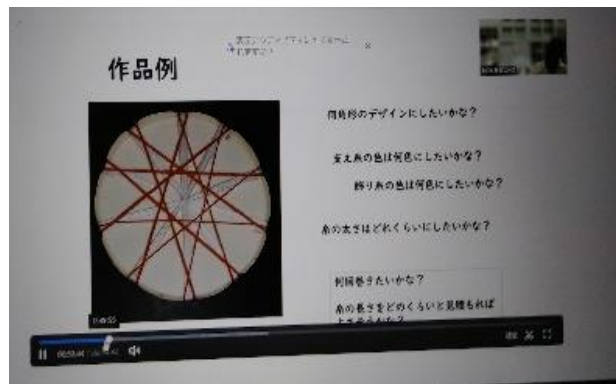 作品例
何角形のデザインにしたいかな？
支え糸の色は何色にしたいかな？
飾り糸の色は何色にしたいかな？
糸の太さはどれくらいにしたいかな？
何回巻きたいかな？
糸の長さをどのくらいと見積もれば